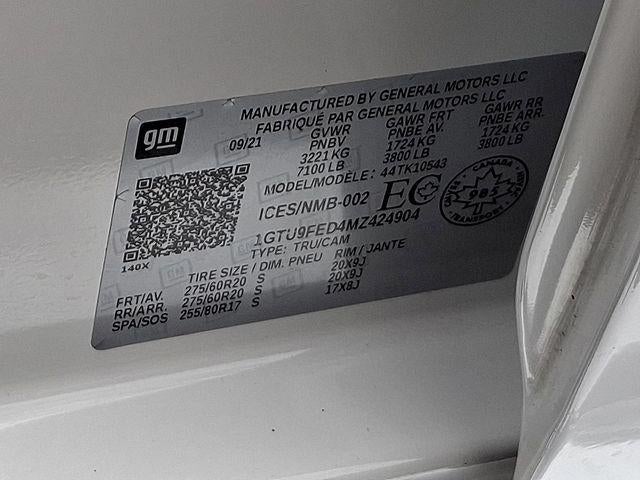 gm
MANUFACTURED BY GENERAL MOTORS LLC
FABRIQUÉ PAR GENERAL MOTORS LLC
09/21 GVWR GAWR FRT GAWR RR
PNBV PNBE AV. PNBE ARR.
3221 KG 1724 KG 1724 KG
7100 LB 3800 LB 3800 LB
MODEL/MODÈLE: 44TK10543
ICES/NMB-002 EC
CANADA
985
TRANSPORT
1GTU9FED4MZ424904
TYPE: TRU/CAM
140X
TIRE SIZE / DIM. PNEU RIM / JANTE
FRT/AV. 275/60R20 S 20X9J
RR/ARR. 275/60R20 S 20X9J
SPA/SOS 255/80R17 S 17X8J